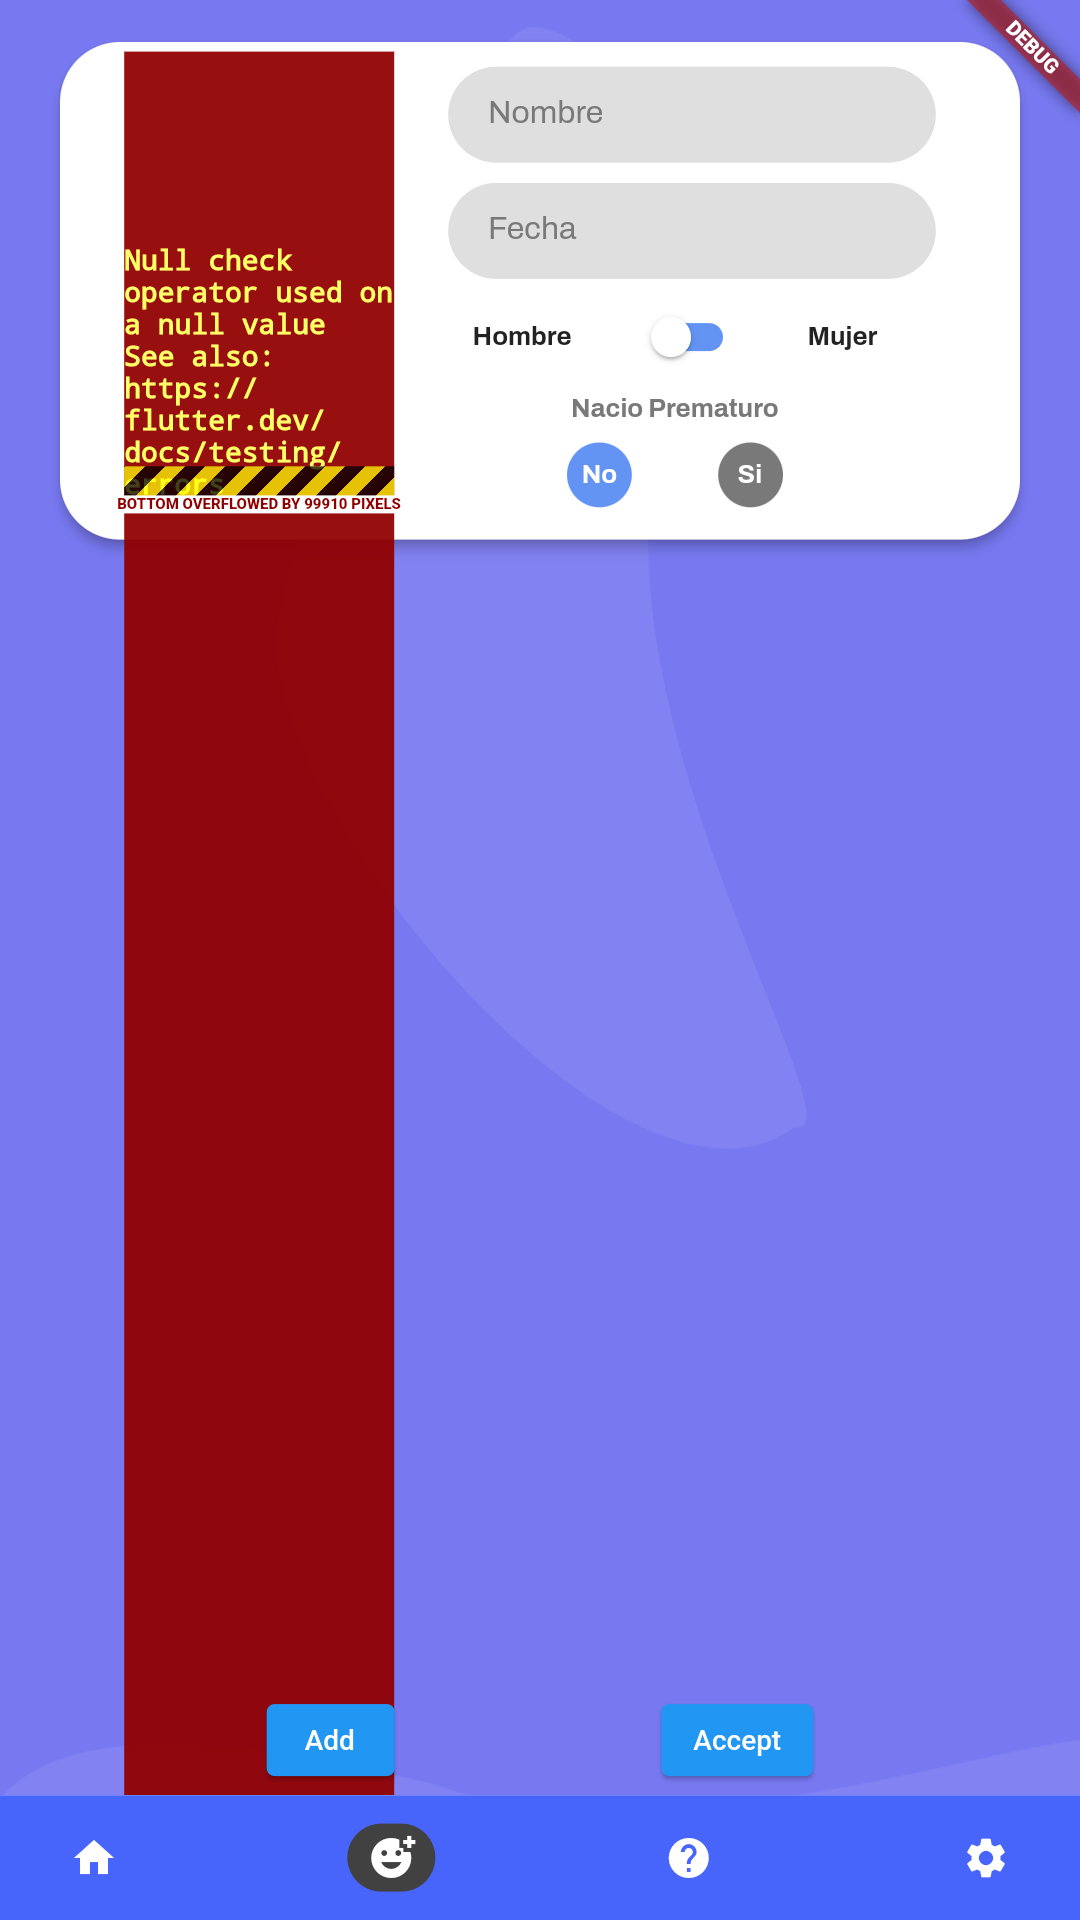 DEBUG
Nombre
Fecha
Null check
operator used on
a null value
See also:
https://
flutter.dev/
docs/testing/
errors
BOTTOM OVERFLOWED BY 99910 PIXELS
Hombre
Mujer
Nacio Prematuro
No
Si
Add
Accept